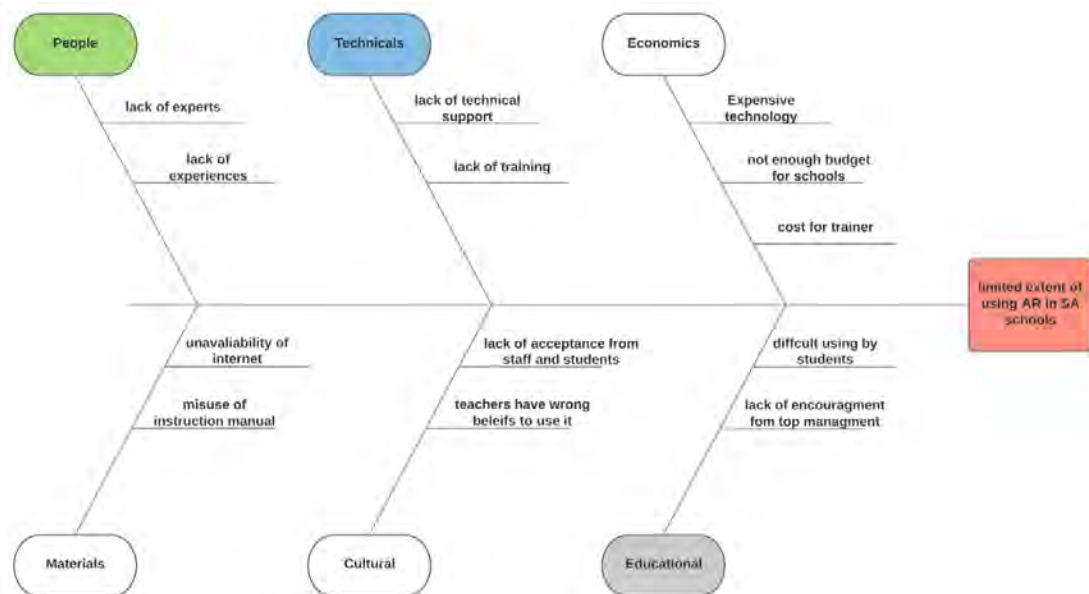 People
Technicals
Economics
lack of experts
lack of
experiences
lack of technical
support
lack of training
Expensive
technology
not enough budget
for schools
cost for trainer
limited extent of
using AR in SA
schools
unavaliability of
internet
misuse of
instruction manual
lack of acceptance from
staff and students
teachers have wrong
beleifs to use it
diffcult using by
students
lack of encouragment
fom top managment
Materials
Cultural
Educational